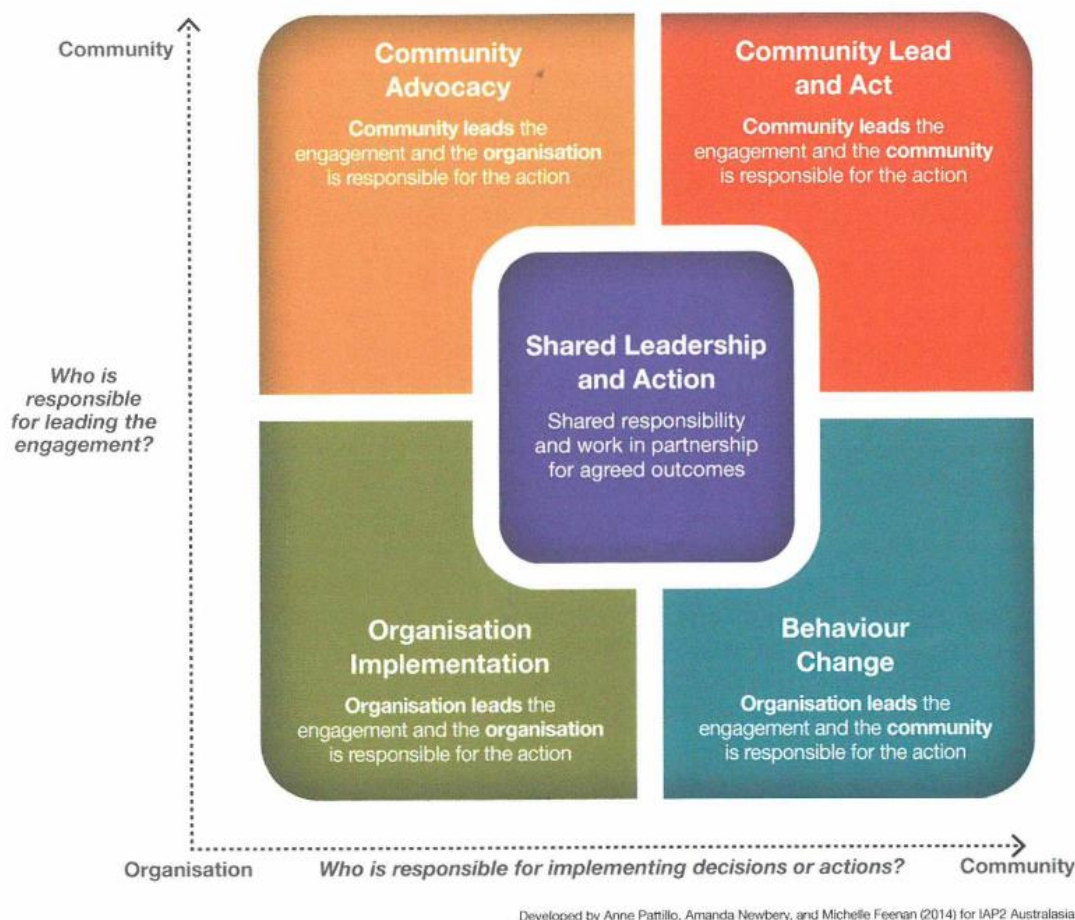 Community
Community
Advocacy
Community leads the
engagement and the organisation
is responsible for the action
Community Lead
and Act
Community leads the
engagement and the community
is responsible for the action
Who is
responsible
for leading the
engagement?
Shared Leadership
and Action
Shared responsibility
and work in partnership
for agreed outcomes
Organisation
Implementation
Organisation leads the
engagement and the organisation
is responsible for the action
Behaviour
Change
Organisation leads the
engagement and the community
is responsible for the action
Organisation
Who is responsible for implementing decisions or actions?
Community
Developed by Anne Pattillo, Amanda Newbery, and Michelle Feenan (2014) for IAP2 Australasia